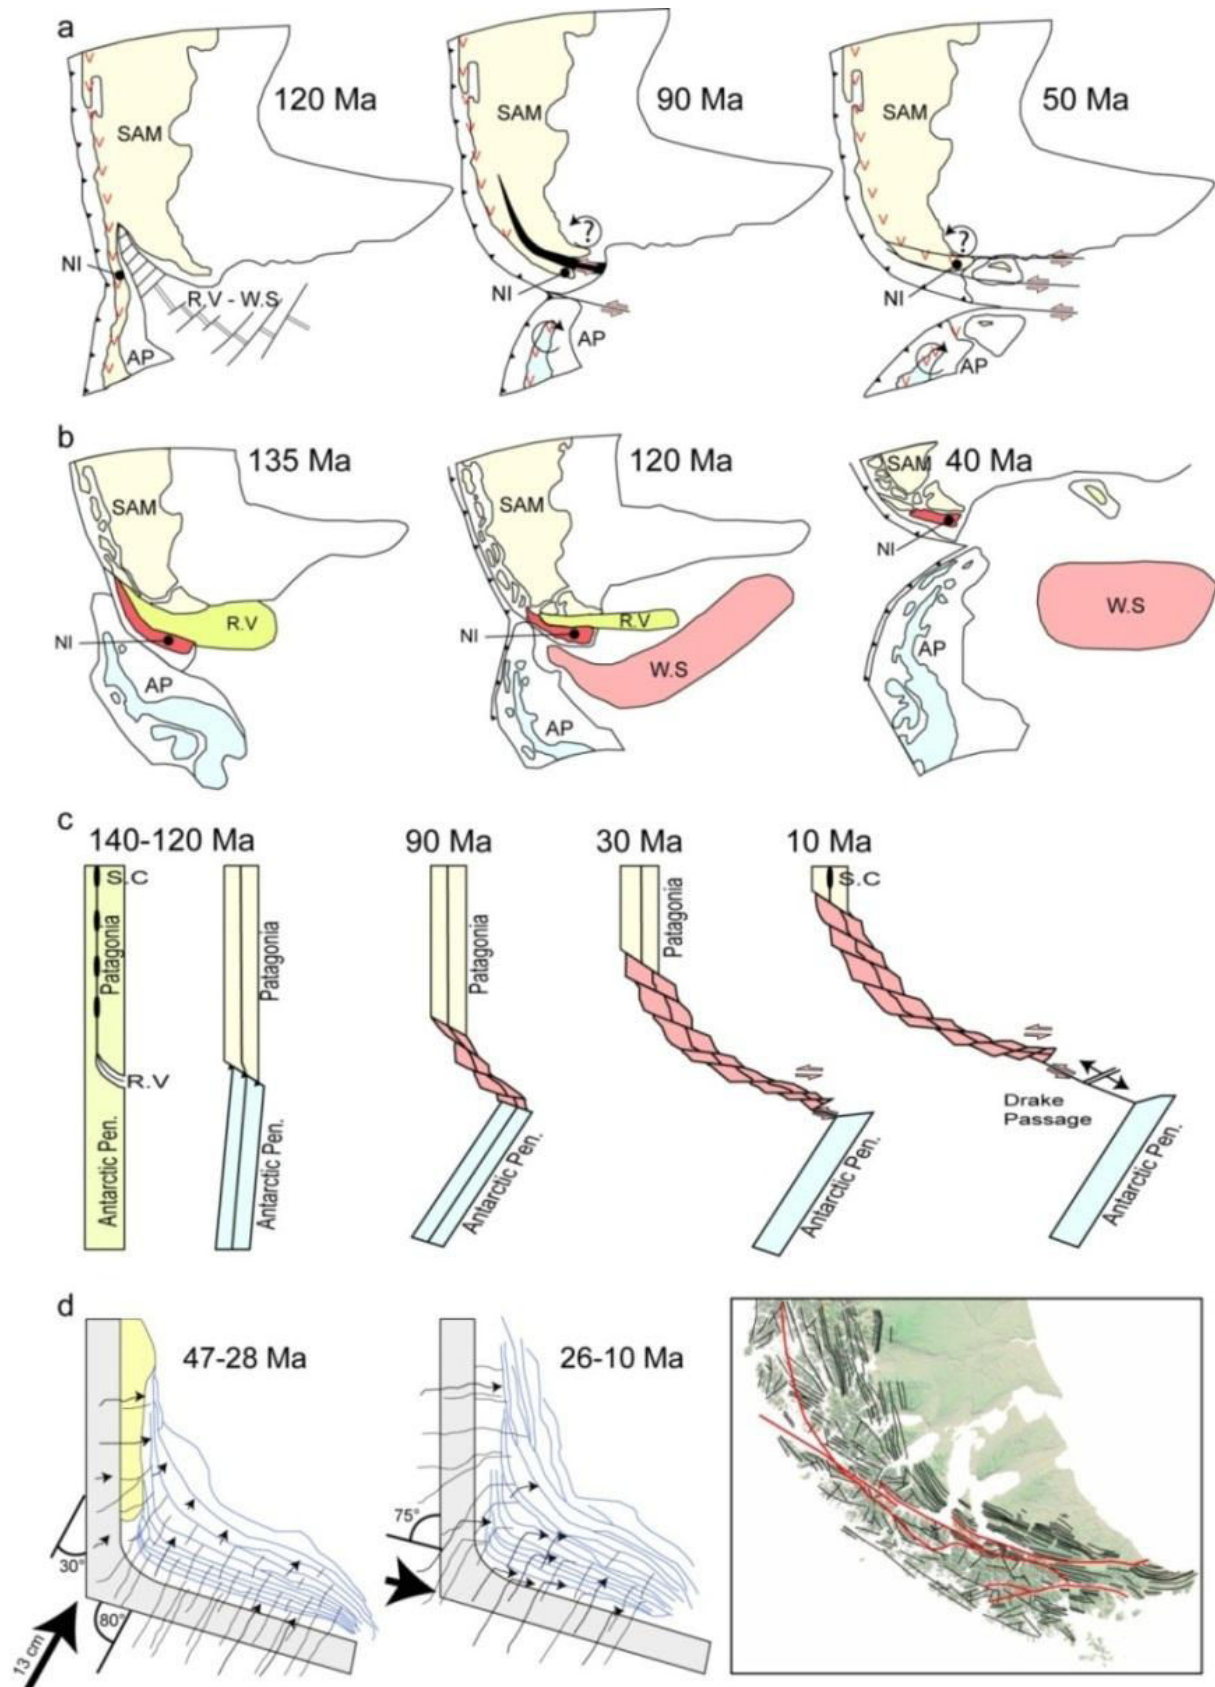 a
120 Ma
90 Ma
50 Ma
SAM
SAM
SAM
?
?
NI
NI
NI
R.V - W.S
AP
AP
AP
b
135 Ma
120 Ma
40 Ma
SAM
SAM
SAM
NI
R.V
NI
R.V
NI
W.S
W.S
AP
AP
AP
c
140-120 Ma
90 Ma
30 Ma
10 Ma
S.C
S.C
Patagonia
Patagonia
Patagonia
Patagonia
R.V
Drake
Passage
Antarctic Pen.
Antarctic Pen.
Antarctic Pen.
Antarctic Pen.
Antarctic Pen.
d
47-28 Ma
26-10 Ma
30°
75°
80°
13 cm